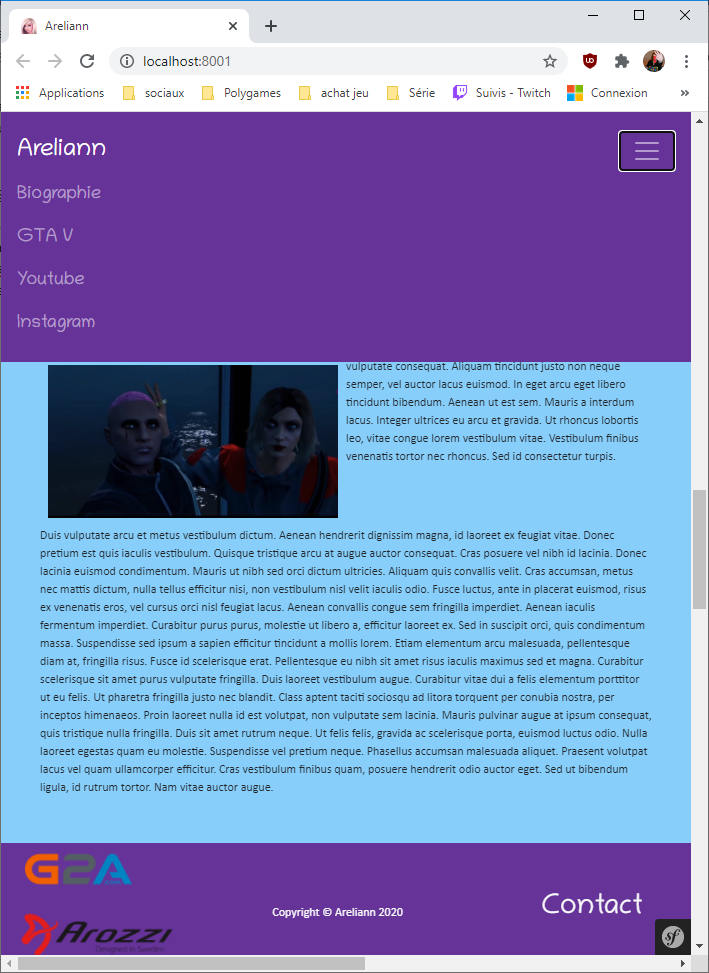 Areliann
localhost:8001
Applications sociaux Polygames achat jeu Série Suivis - Twitch Connexion »
Areliann
Biographie
GTA V
Youtube
Instagram
vulputate consequat. Aliquam tincidunt justo non neque
semper, vel auctor lacus euismod. In eget arcu eget libero
tincidunt bibendum. Aenean ut est sem. Mauris a interdum
lacus. Integer ultrices eu arcu et gravida. Ut rhoncus lobortis
leo, vitae congue lorem vestibulum vitae. Vestibulum finibus
venenatis tortor nec rhoncus. Sed id consectetur turpis.
Duis vulputate arcu et metus vestibulum dictum. Aenean hendrerit dignissim magna, id laoreet ex feugiat vitae. Donec
pretium est quis iaculis vestibulum. Quisque tristique arcu at augue auctor consequat. Cras posuere vel nibh id lacinia. Donec
lacinia euismod condimentum. Mauris ut nibh sed orci dictum ultricies. Aliquam quis convallis velit. Cras accumsan, metus
nec mattis dictum, nulla tellus efficitur nisi, non vestibulum nisl velit iaculis odio. Fusce luctus, ante in placerat euismod, risus
ex venenatis eros, vel cursus orci nisl feugiat lacus. Aenean convallis congue sem fringilla imperdiet. Aenean iaculis
fermentum imperdiet. Curabitur purus purus, molestie ut libero a, efficitur laoreet ex. Sed in suscipit orci, quis condimentum
massa. Suspendisse sed ipsum a sapien efficitur tincidunt a mollis lorem. Etiam elementum arcu malesuada, pellentesque
diam at, fringilla risus. Fusce id scelerisque erat. Pellentesque eu nibh sit amet risus iaculis maximus sed et magna. Curabitur
scelerisque sit amet purus vulputate fringilla. Duis laoreet vestibulum augue. Curabitur vitae dui a felis elementum porttitor
ut eu felis. Ut pharetra fringilla justo nec blandit. Class aptent taciti sociosqu ad litora torquent per conubia nostra, per
inceptos himenaeos. Proin laoreet nulla id est volutpat, non vulputate sem lacinia. Mauris pulvinar augue at ipsum consequat,
quis tristique nulla fringilla. Duis sit amet rutrum neque. Ut felis felis, gravida ac scelerisque porta, euismod luctus odio. Nulla
laoreet egestas quam eu molestie. Suspendisse vel pretium neque. Phasellus accumsan malesuada aliquet. Praesent volutpat
lacus vel quam ullamcorper efficitur. Cras vestibulum finibus quam, posuere hendrerit odio auctor eget. Sed ut bibendum
ligula, id rutrum tortor. Nam vitae auctor augue.
G2A
.COM
Arozzi
Designed in Sweden
Copyright © Areliann 2020
Contact
sf